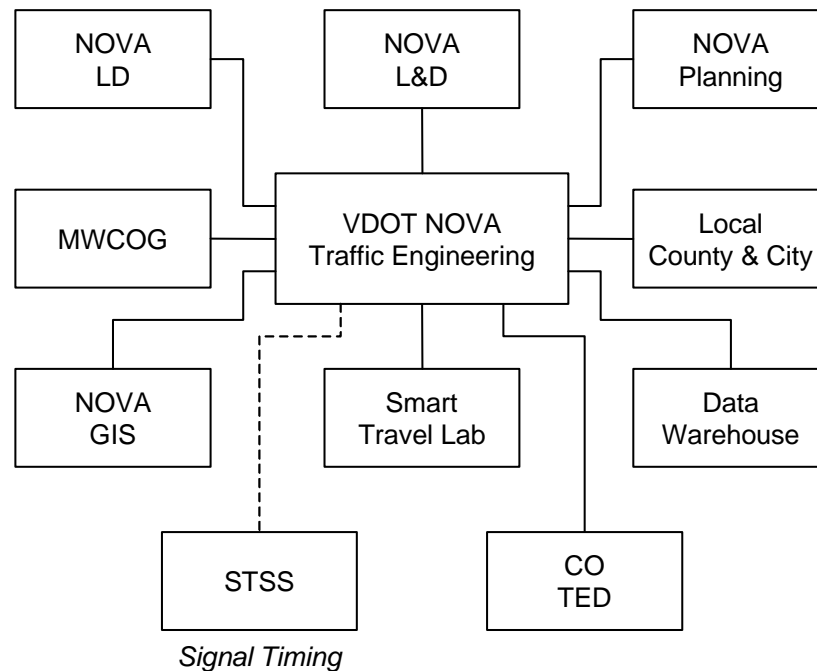 NOVA
LD
NOVA
L&D
NOVA
Planning
MWCOG
VDOT NOVA
Traffic Engineering
Local
County & City
NOVA
GIS
Smart
Travel Lab
Data
Warehouse
STSS
CO
TED
Signal Timing